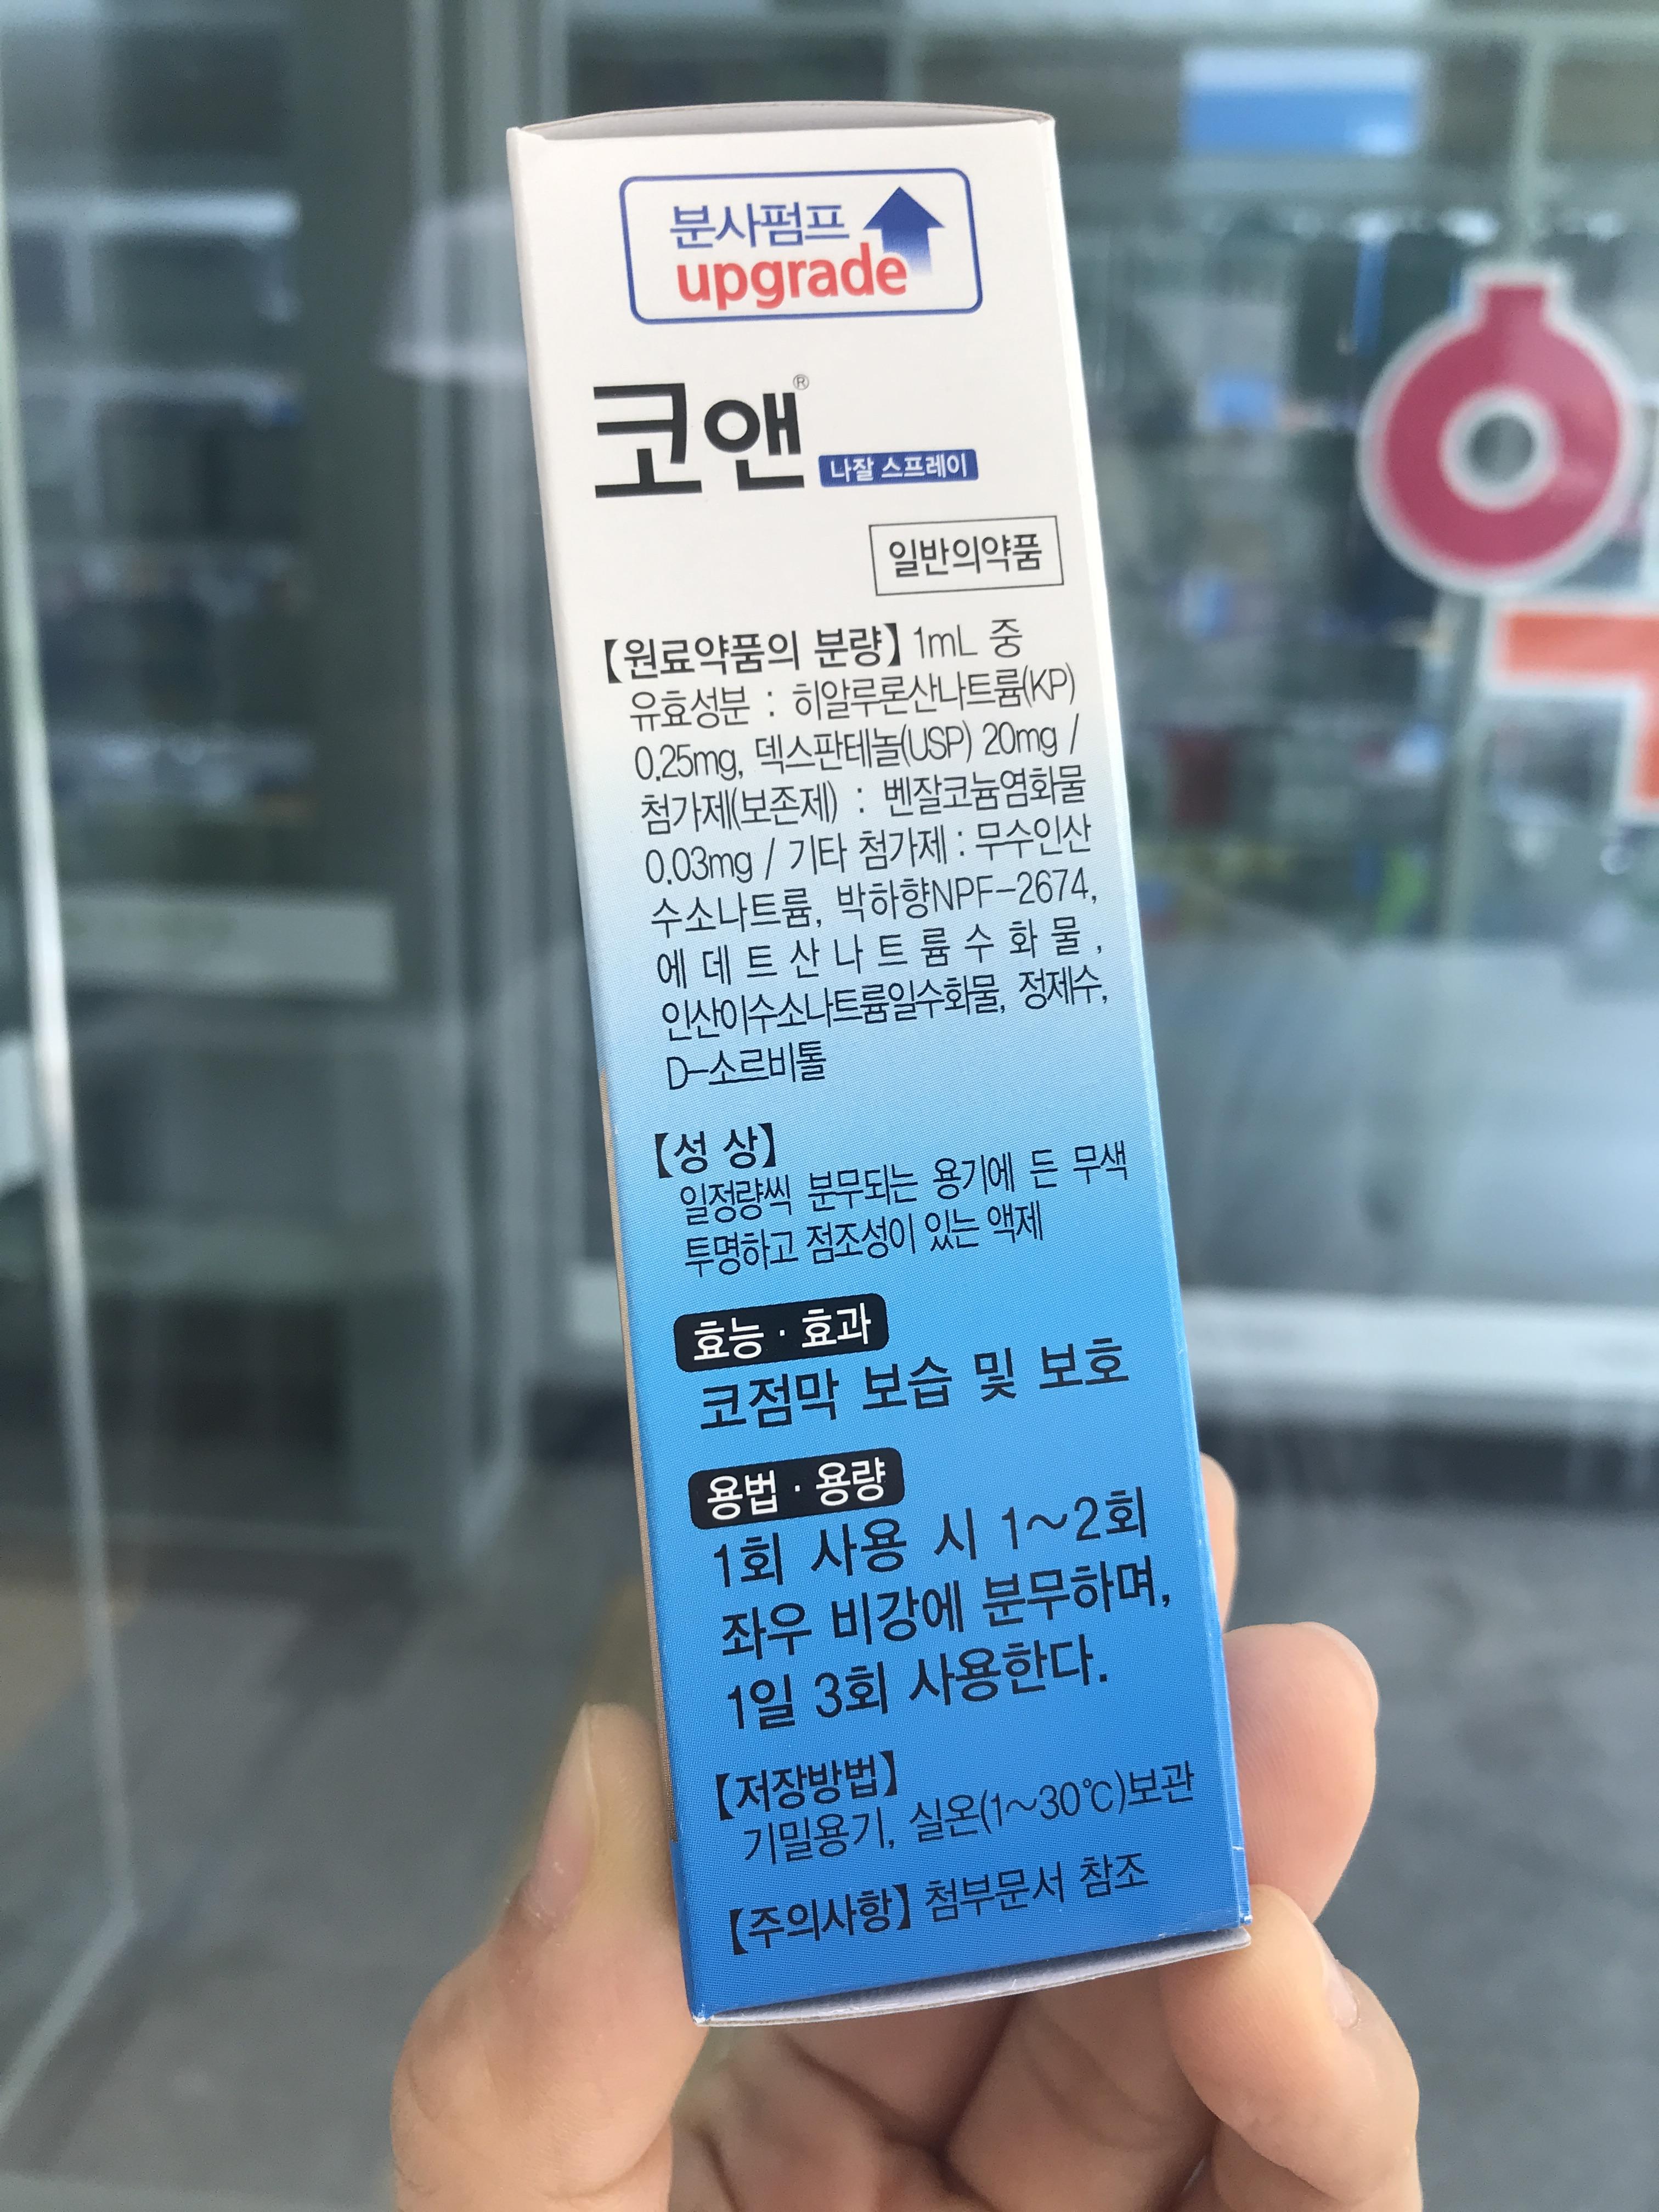 분사펌프
upgrade
코앤®
나잘 스프레이
일반의약품
【원료약품의 분량】 1mL 중
유효성분 : 히알루론산나트륨(KP)
0.25mg, 덱스판테놀(USP) 20mg /
첨가제(보존제) : 벤잘코늄염화물
0.03mg / 기타 첨가제 : 무수인산
수소나트륨, 박하향NPF-2674,
에데트산나트륨수화물,
인산이수소나트륨일수화물, 정제수,
D-소르비톨
【성 상】
일정량씩 분무되는 용기에 든 무색
투명하고 점조성이 있는 액제
효능·효과
코점막 보습 및 보호
용법·용량
1회 사용 시 1~2회
좌우 비강에 분무하며,
1일 3회 사용한다.
【저장방법】
기밀용기, 실온(1~30℃)보관
【주의사항】 첨부문서 참조